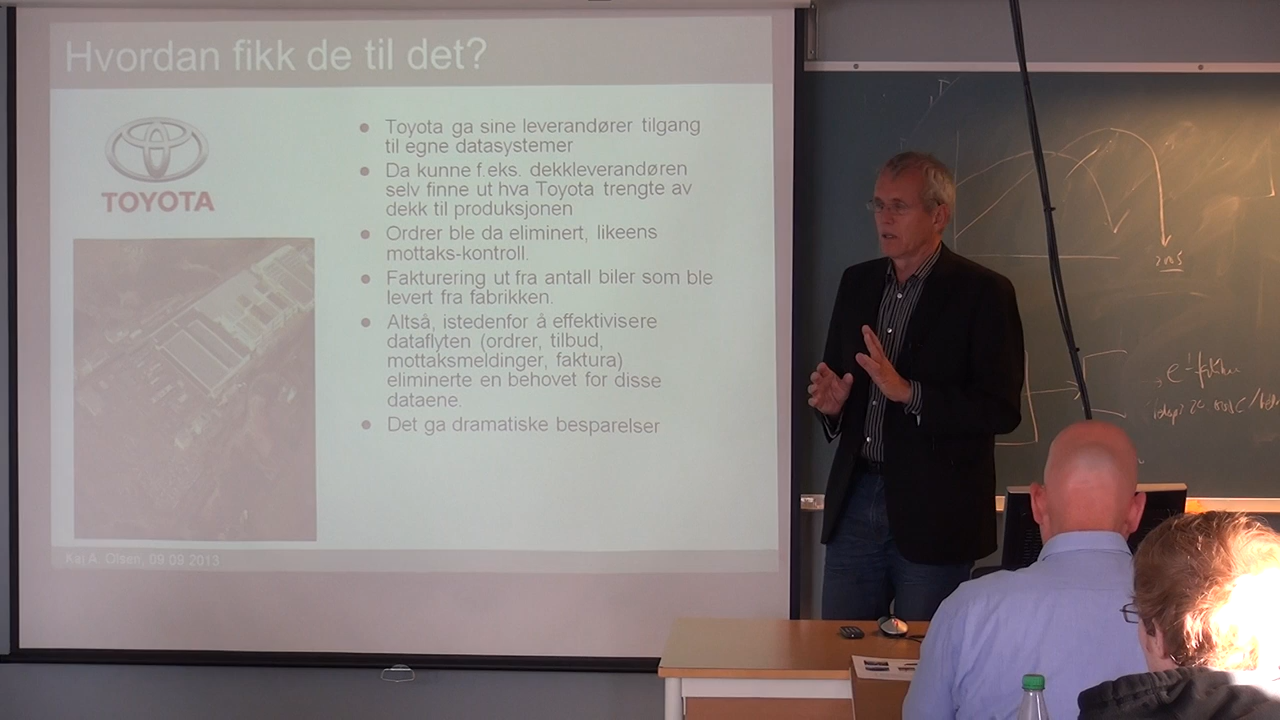 Hvordan fikk de til det?
TOYOTA
● Toyota ga sine leverandører tilgang
til egne datasystemer
● Da kunne f.eks. dekkleverandøren
selv finne ut hva Toyota trengte av
dekk til produksjonen
● Ordrer ble da eliminert, likeens
mottaks-kontroll.
● Fakturering ut fra antall biler som ble
levert fra fabrikken.
● Altså, istedenfor å effektivisere
dataflyten (ordrer, tilbud,
mottaksmeldinger, faktura)
eliminerte en behovet for disse
dataene.
● Det ga dramatiske besparelser
Kai A. Olsen, 09.09.2013